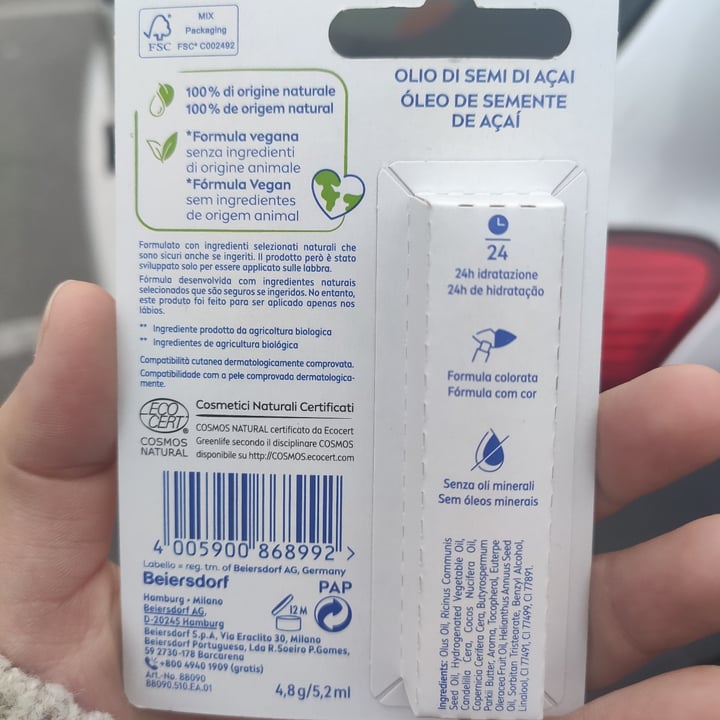 MIX
Packaging
FSC FSC® C002492
100% di origine naturale
100% de origem natural
*Formula vegana
senza ingredienti
di origine animale
*Fórmula Vegan
sem ingredientes
de origem animal
Formulato con ingredienti selezionati naturali che
sono sicuri anche se ingeriti. Il prodotto però è stato
sviluppato solo per essere applicato sulle labbra.
Fórmula desenvolvida com ingredientes naturais
selecionados que são seguros se ingeridos. No entanto,
este produto foi feito para ser aplicado apenas nos
lábios.
** Ingrediente prodotto da agricoltura biologica
** Ingredientes de agricultura biológica
Compatibilità cutanea dermatologicamente comprovata.
Compatibilidade com a pele comprovada dermatologica-
mente.
ECO
CERT®
COSMOS
NATURAL
Cosmetici Naturali Certificati
COSMOS NATURAL certificato da Ecocert
Greenlife secondo il disciplinare COSMOS
disponibile su http://COSMOS.ecocert.com
4 005900 868992 >
Labello = reg. tm. of Beiersdorf AG, Germany
Beiersdorf
Hamburg • Milano
Beiersdorf AG,
D-20245 Hamburg
Beiersdorf S.p.A, Via Eraclito 30, Milano
Beiersdorf Portuguesa, Lda R.Soeiro P.Gomes,
59 2730-178 Barcarena
+800 4940 1909 (gratis)
Art.-No. 88090
88090.510.EA.01
12 M
PAP
4,8g/5,2ml
OLIO DI SEMI DI AÇAI
ÓLEO DE SEMENTE
DE AÇAÍ
24
24h idratazione
24h de hidratação
Formula colorata
Fórmula com cor
Senza oli minerali
Sem óleos minerais
Ingredients: Olus Oil, Ricinus Communis
Seed Oil, Hydrogenated Vegetable Oil,
Candelilla Cera, Cocos Nucifera Oil,
Copernicia Cerifera Cera, Butyrospermum
Parkii Butter, Aroma, Tocopherol, Euterpe
Oleracea Fruit Oil, Helianthus Annuus Seed
Oil, Sorbitan Tristearate, Benzyl Alcohol,
Linalool, CI 77491, CI 77499, CI 77891.